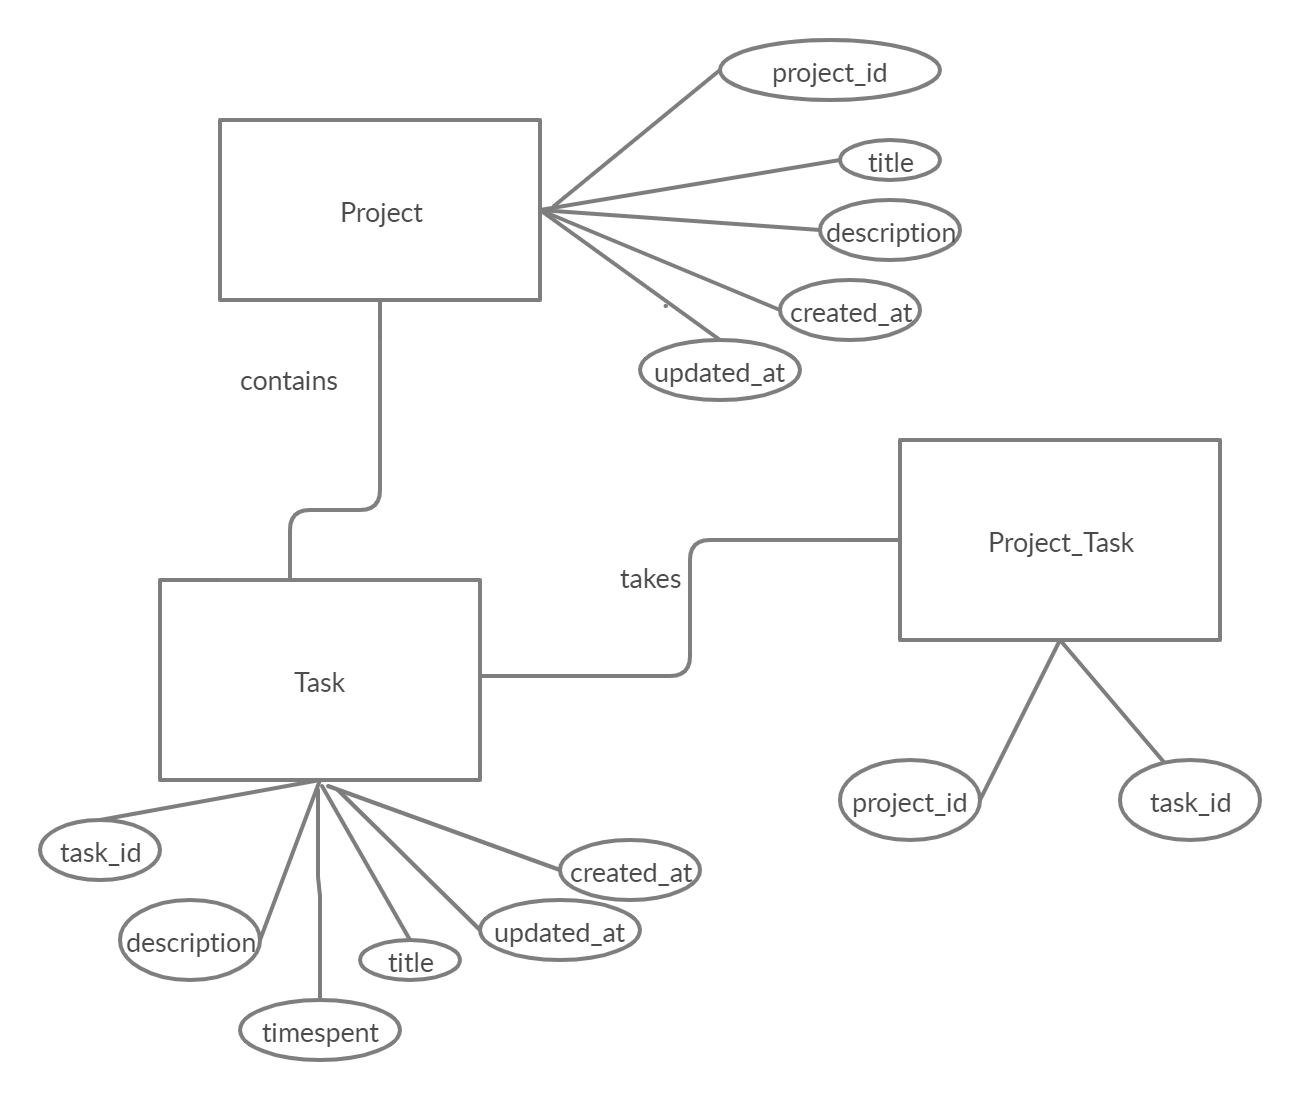 project_id
title
Project
description
created_at
updated_at
contains
Project_Task
takes
Task
project_id
task_id
task_id
created_at
updated_at
description
title
timespent